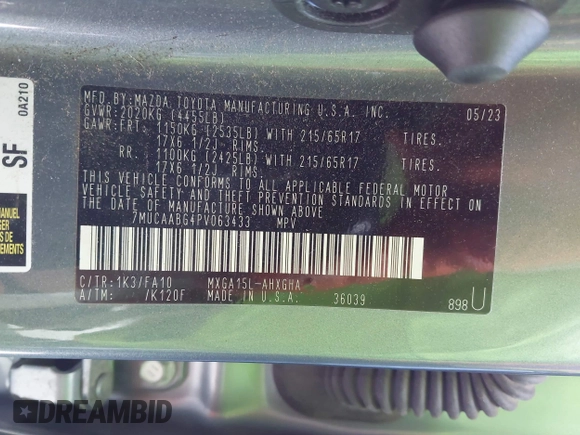 MFD.BY:MAZDA TOYOTA MANUFACTURING U.S.A. INC. 05/23
GVWR:2020KG (4455LB)
GAWR:FRT. 1150KG (2535LB) WITH 215/65R17 TIRES.
17X6 1/2J RIMS.
RR. 1100KG (2425LB) WITH 215/65R17 TIRES.
17X6 1/2J RIMS.
THIS VEHICLE CONFORMS TO ALL APPLICABLE FEDERAL MOTOR
VEHICLE SAFETY AND THEFT PREVENTION STANDARDS IN EFFECT ON
THE DATE OF MANUFACTURE SHOWN ABOVE.
7MUCAABG4PV063433 MPV
C/TR:1K3/FA10 MXGA15L-AHXGHA
A/TM: /K120F MADE IN U.S.A. 36039 898U
0A210
SF
MANUEL
DREAMBID